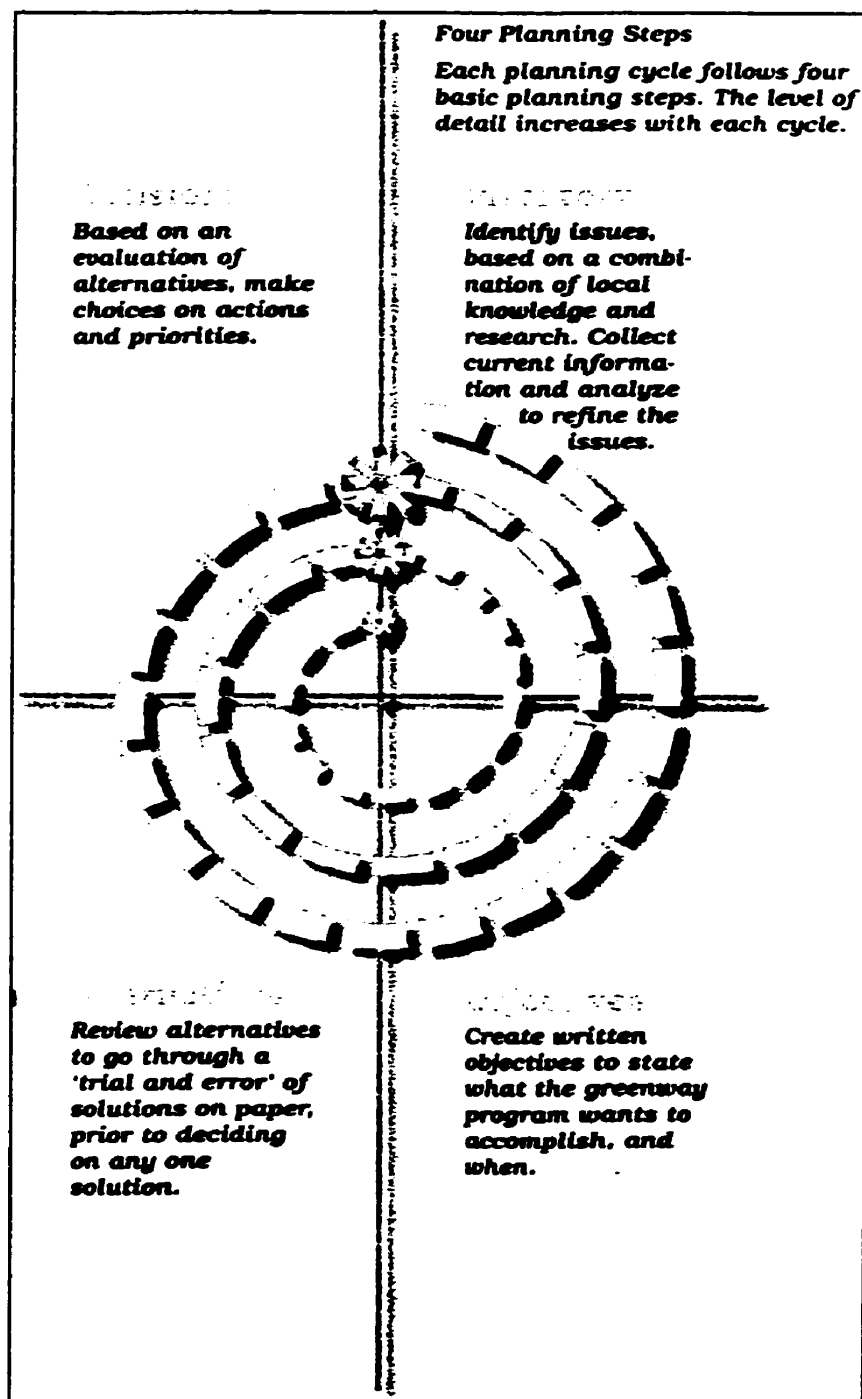 Four Planning Steps
Each planning cycle follows four
basic planning steps. The level of
detail increases with each cycle.
Based on an
evaluation of
alternatives, make
choices on actions
and priorities.
Identify issues,
based on a combi-
nation of local
knowledge and
research. Collect
current informa-
tion and analyze
to refine the
issues.
Review alternatives
to go through a
'trial and error' of
solutions on paper,
prior to deciding
on any one
solution.
Create written
objectives to state
what the greenway
program wants to
accomplish, and
when.